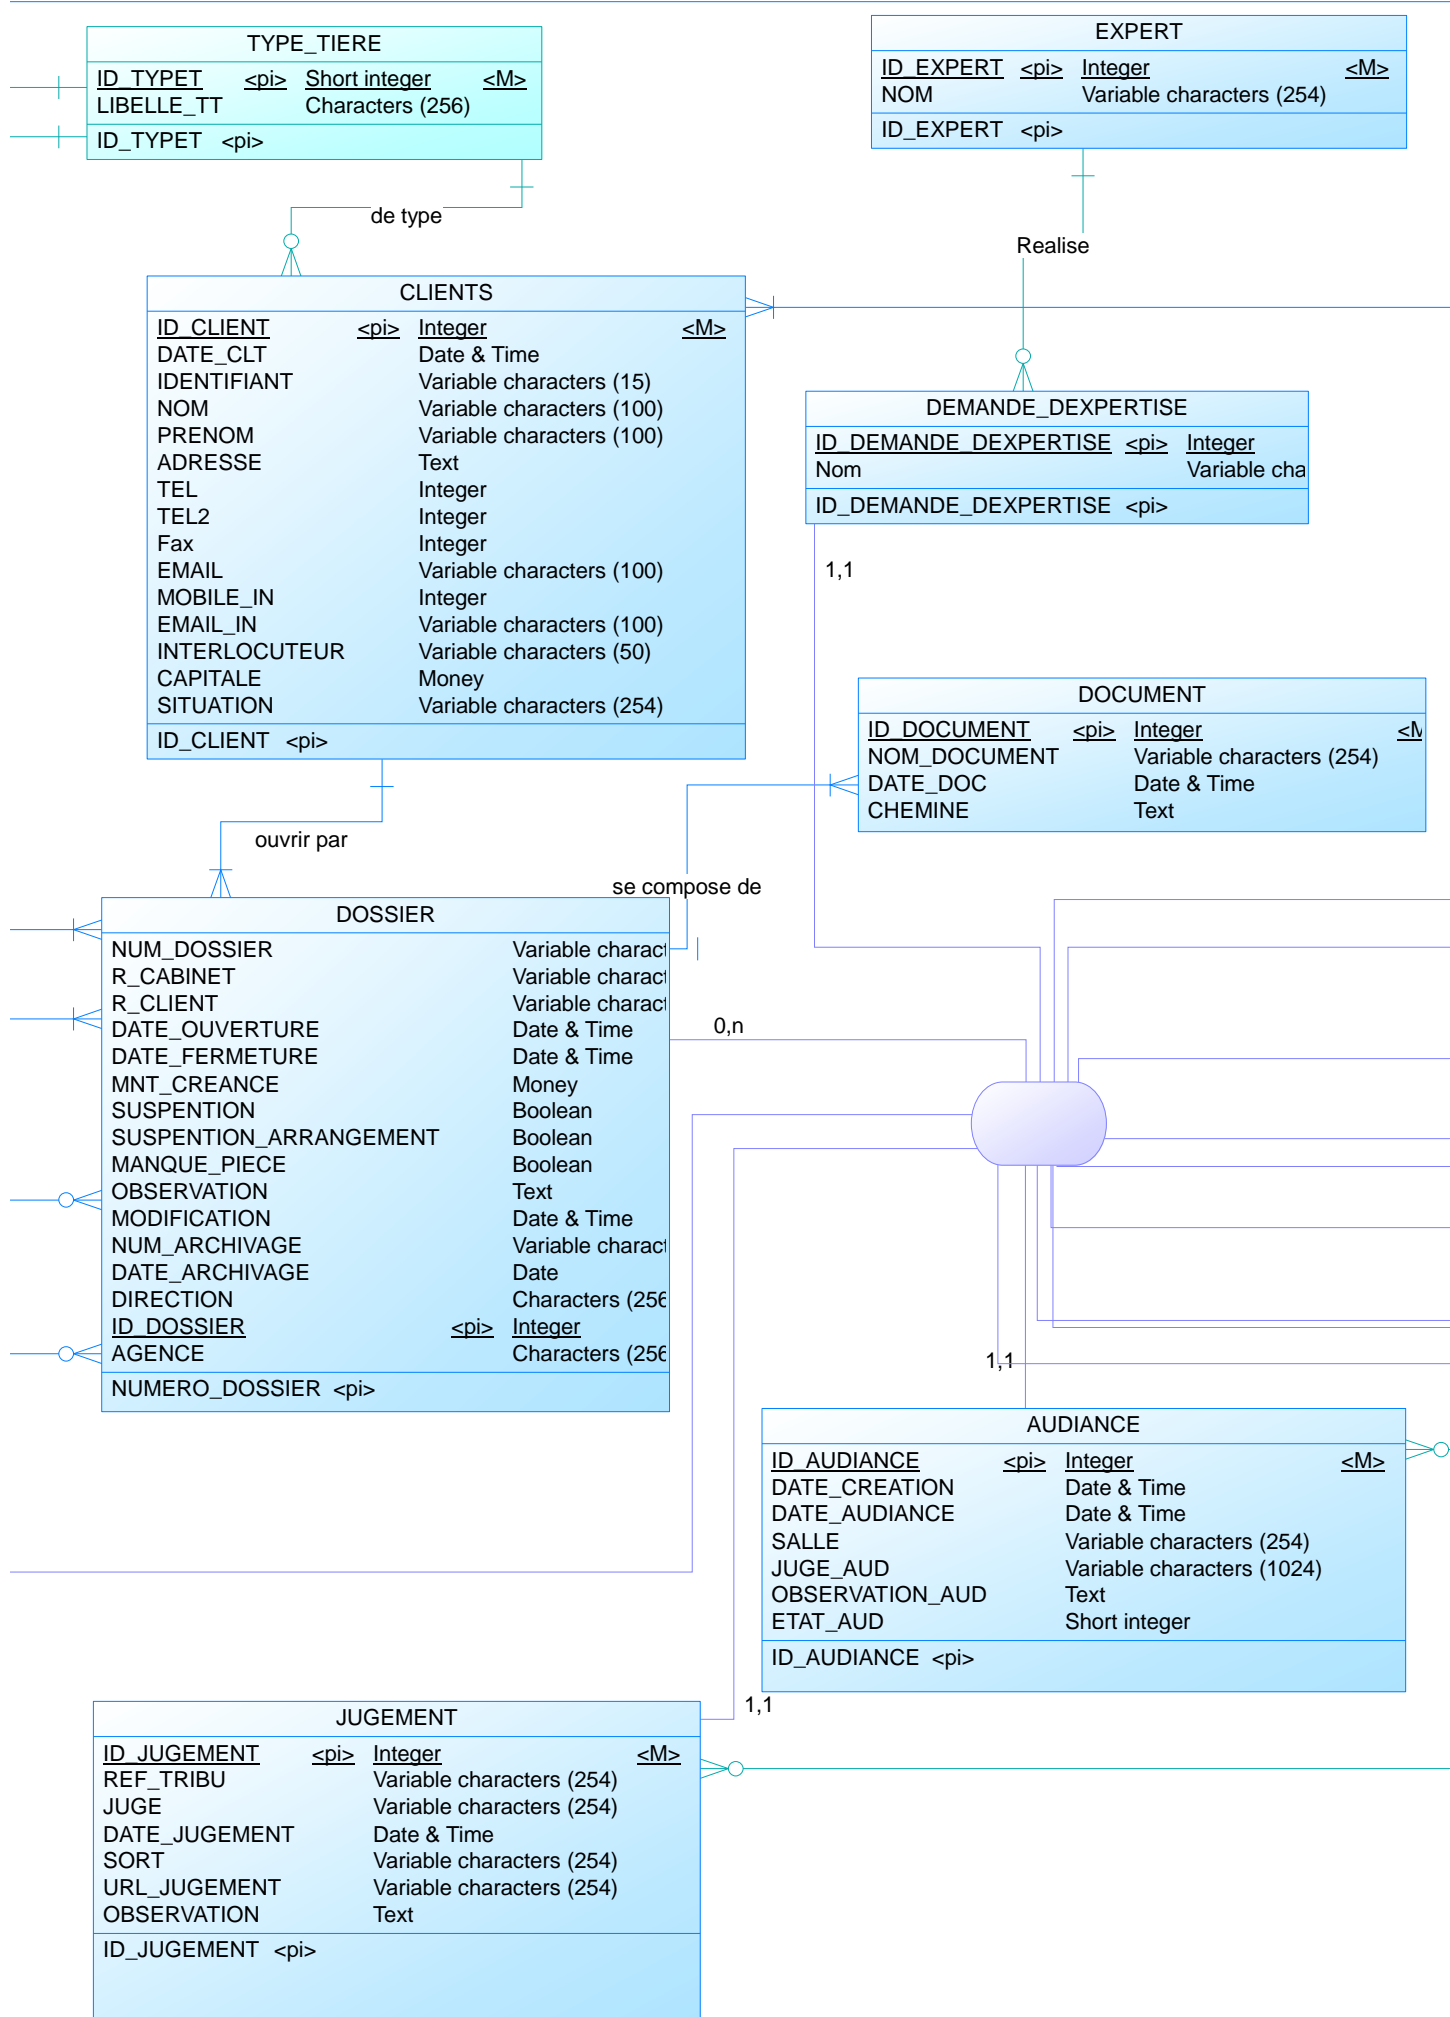 TYPE_TIERE
ID_TYPET <pi> Short integer <M>
LIBELLE_TT Characters (256)
ID_TYPET <pi>
EXPERT
ID_EXPERT <pi> Integer <M>
NOM Variable characters (254)
ID_EXPERT <pi>
de type
Realise
CLIENTS
ID_CLIENT <pi> Integer <M>
DATE_CLT Date & Time
IDENTIFIANT Variable characters (15)
NOM Variable characters (100)
PRENOM Variable characters (100)
ADRESSE Text
TEL Integer
TEL2 Integer
Fax Integer
EMAIL Variable characters (100)
MOBILE_IN Integer
EMAIL_IN Variable characters (100)
INTERLOCUTEUR Variable characters (50)
CAPITALE Money
SITUATION Variable characters (254)
ID_CLIENT <pi>
DEMANDE_DEXPERTISE
ID_DEMANDE_DEXPERTISE <pi> Integer
Nom Variable cha
ID_DEMANDE_DEXPERTISE <pi>
1,1
DOCUMENT
ID_DOCUMENT <pi> Integer <M
NOM_DOCUMENT Variable characters (254)
DATE_DOC Date & Time
CHEMINE Text
ouvrir par
se compose de
DOSSIER
NUM_DOSSIER Variable charact
R_CABINET Variable charact
R_CLIENT Variable charact
DATE_OUVERTURE Date & Time
DATE_FERMETURE Date & Time
MNT_CREANCE Money
SUSPENTION Boolean
SUSPENTION_ARRANGEMENT Boolean
MANQUE_PIECE Boolean
OBSERVATION Text
MODIFICATION Date & Time
NUM_ARCHIVAGE Variable charact
DATE_ARCHIVAGE Date
DIRECTION Characters (256
ID_DOSSIER <pi> Integer
AGENCE Characters (256
NUMERO_DOSSIER <pi>
0,n
1,1
AUDIANCE
ID_AUDIANCE <pi> Integer <M>
DATE_CREATION Date & Time
DATE_AUDIANCE Date & Time
SALLE Variable characters (254)
JUGE_AUD Variable characters (1024)
OBSERVATION_AUD Text
ETAT_AUD Short integer
ID_AUDIANCE <pi>
1,1
JUGEMENT
ID_JUGEMENT <pi> Integer <M>
REF_TRIBU Variable characters (254)
JUGE Variable characters (254)
DATE_JUGEMENT Date & Time
SORT Variable characters (254)
URL_JUGEMENT Variable characters (254)
OBSERVATION Text
ID_JUGEMENT <pi>